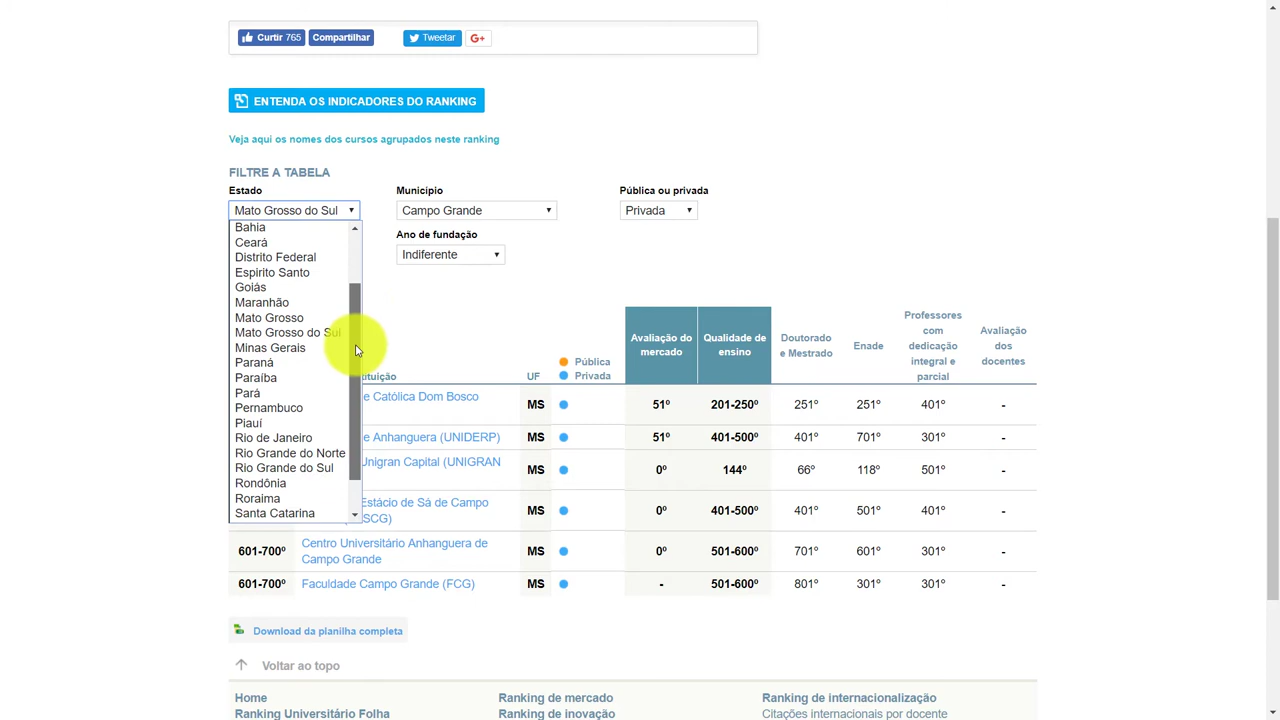 Curtir 765 Compartilhar Tweetar G+
ENTENDA OS INDICADORES DO RANKING
Veja aqui os nomes dos cursos agrupados neste ranking
FILTRE A TABELA
Estado Município Pública ou privada
Mato Grosso do Sul Campo Grande Privada
Ano de fundação
Indiferente
Bahia
Ceará
Distrito Federal
Espirito Santo
Goiás
Maranhão
Mato Grosso
Mato Grosso do Sul
Minas Gerais
Paraná
Paraíba
Pará
Pernambuco
Piauí
Rio de Janeiro
Rio Grande do Norte
Rio Grande do Sul
Rondônia
Roraima
Santa Catarina
Pública
tituição UF Privada
Avaliação do
mercado
Qualidade de
ensino
Doutorado
e Mestrado
Enade
Professores
com
dedicação
integral e
parcial
Avaliação
dos
docentes
e Católica Dom Bosco MS 51º 201-250º 251º 251º 401º -
e Anhanguera (UNIDERP) MS 51º 401-500º 401º 701º 301º -
Unigran Capital (UNIGRAN MS 0º 144º 66º 118º 501º -
Estácio de Sá de Campo
SCG) MS 0º 401-500º 401º 501º 401º -
601-700º Centro Universitário Anhanguera de
Campo Grande MS 0º 501-600º 701º 601º 301º -
601-700º Faculdade Campo Grande (FCG) MS - 501-600º 801º 301º 301º -
Download da planilha completa
Voltar ao topo
Home Ranking de mercado Ranking de internacionalização
Ranking Universitário Folha Ranking de inovação Citações internacionais por docente